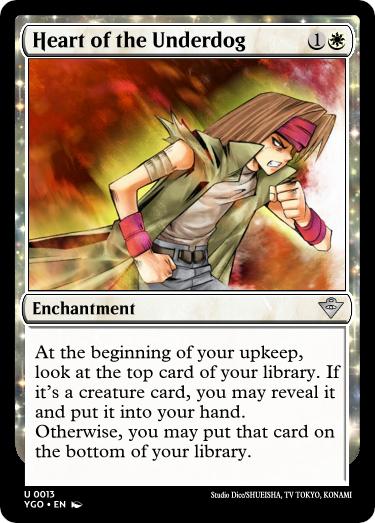 Heart of the Underdog 1
Enchantment
At the beginning of your upkeep,
look at the top card of your library. If
it's a creature card, you may reveal it
and put it into your hand.
Otherwise, you may put that card on
the bottom of your library.
U 0013
YGO • EN
Studio Dice/SHUEISHA, TV TOKYO, KONAMI